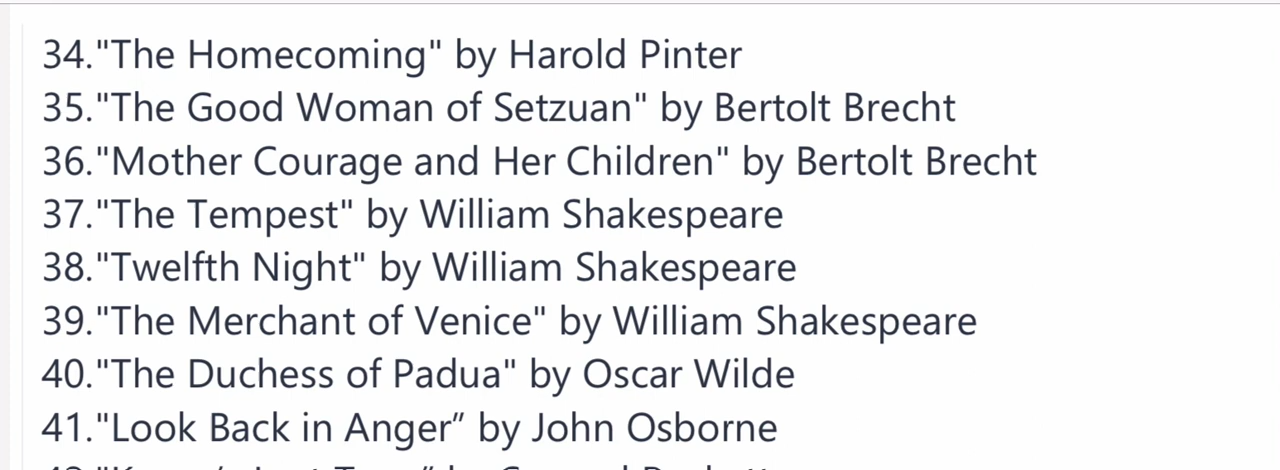 34."The Homecoming" by Harold Pinter
35."The Good Woman of Setzuan" by Bertolt Brecht
36."Mother Courage and Her Children" by Bertolt Brecht
37."The Tempest" by William Shakespeare
38."Twelfth Night" by William Shakespeare
39."The Merchant of Venice" by William Shakespeare
40."The Duchess of Padua" by Oscar Wilde
41."Look Back in Anger” by John Osborne